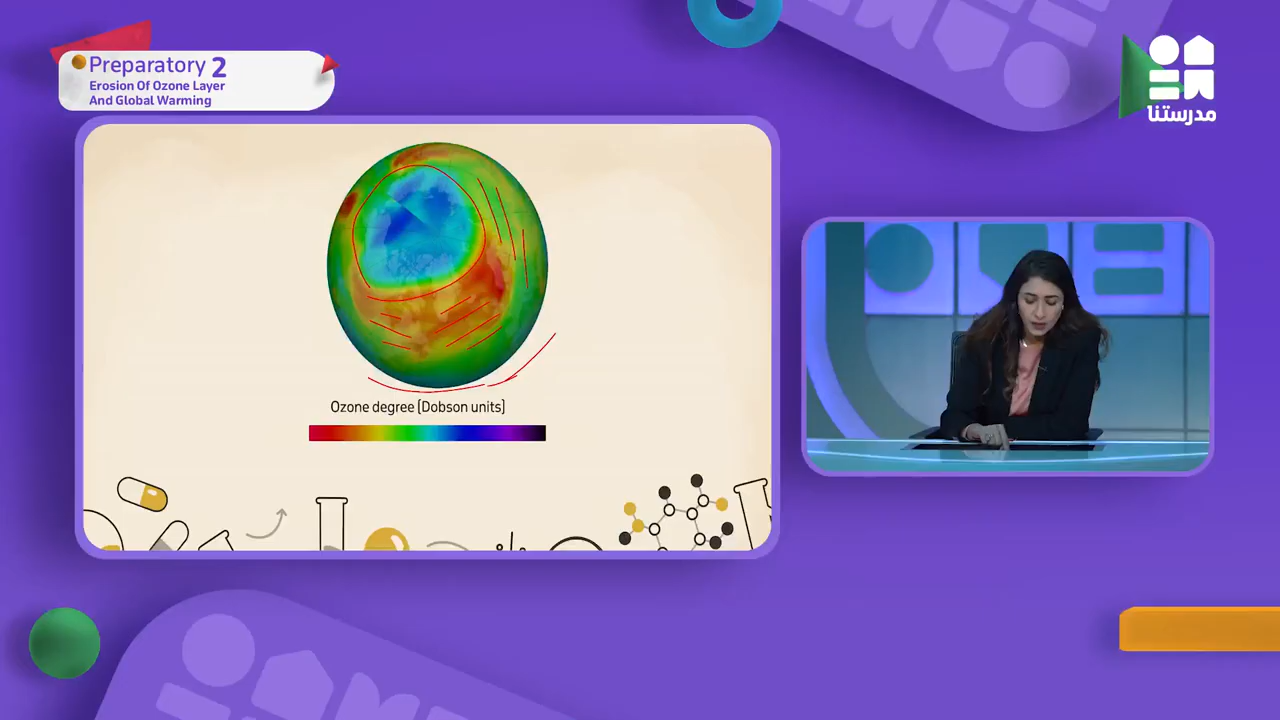 Preparatory 2
Erosion Of Ozone Layer
And Global Warming
مدرستنا
Ozone degree [Dobson units]